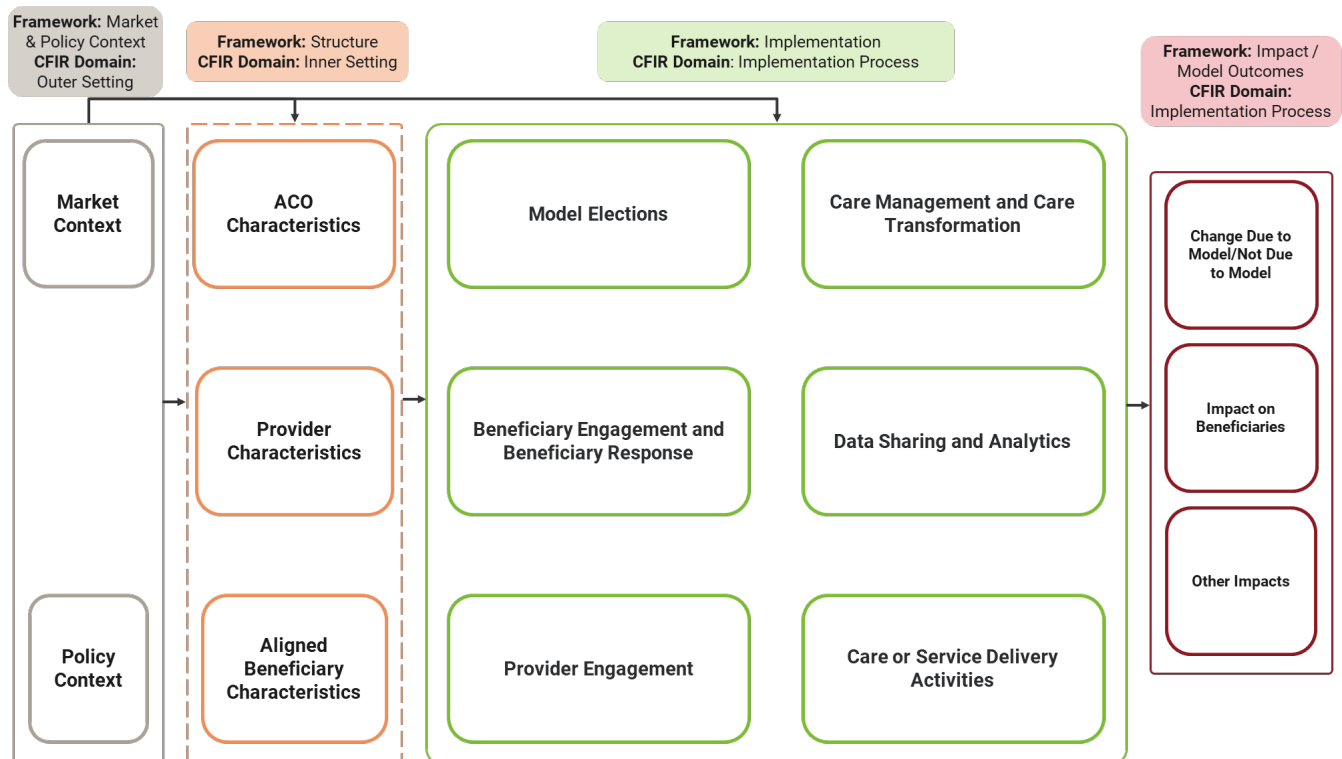 Framework: Market
& Policy Context
CFIR Domain:
Outer Setting
Framework: Structure
CFIR Domain: Inner Setting
Framework: Implementation
CFIR Domain: Implementation Process
Framework: Impact /
Model Outcomes
CFIR Domain:
Implementation Process
Market
Context
Policy
Context
ACO
Characteristics
Provider
Characteristics
Aligned
Beneficiary
Characteristics
Model Elections
Care Management and Care
Transformation
Beneficiary Engagement and
Beneficiary Response
Data Sharing and Analytics
Provider Engagement
Care or Service Delivery
Activities
Change Due to
Model/Not Due
to Model
Impact on
Beneficiaries
Other Impacts